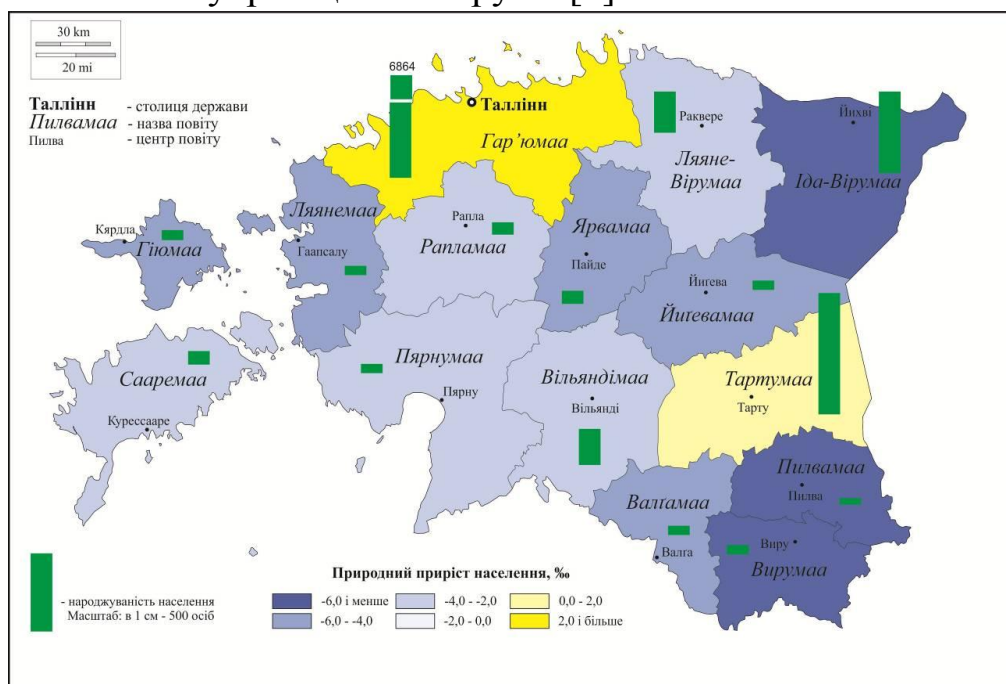 30 km
20 mi
Таллінн - столиця держави
Пилвамаа - назва повіту
Пилва - центр повіту
6864
Таллінн
Гар’юмаа
Раквере
Ляяне-
Вірумаа
Йихві
Іда-Вірумаа
Ляянемаа
Гаапсалу
Рапла
Рапламаа
Ярвамаа
Пайде
Кярдла
Гіюмаа
Йигева
Йигевамаа
Сааремаа
Курессааре
Пярнумаа
Пярну
Вільяндімаа
Вільянді
Тартумаа
Тарту
Пилвамаа
Пилва
Валгамаа
Валга
Виру
Вирумаа
- народжуваність населення
Масштаб: в 1 см - 500 осіб
Природний приріст населення, ‰
-6,0 і менше
-4,0 - -2,0
0,0 - 2,0
-6,0 - -4,0
-2,0 - 0,0
2,0 і більше